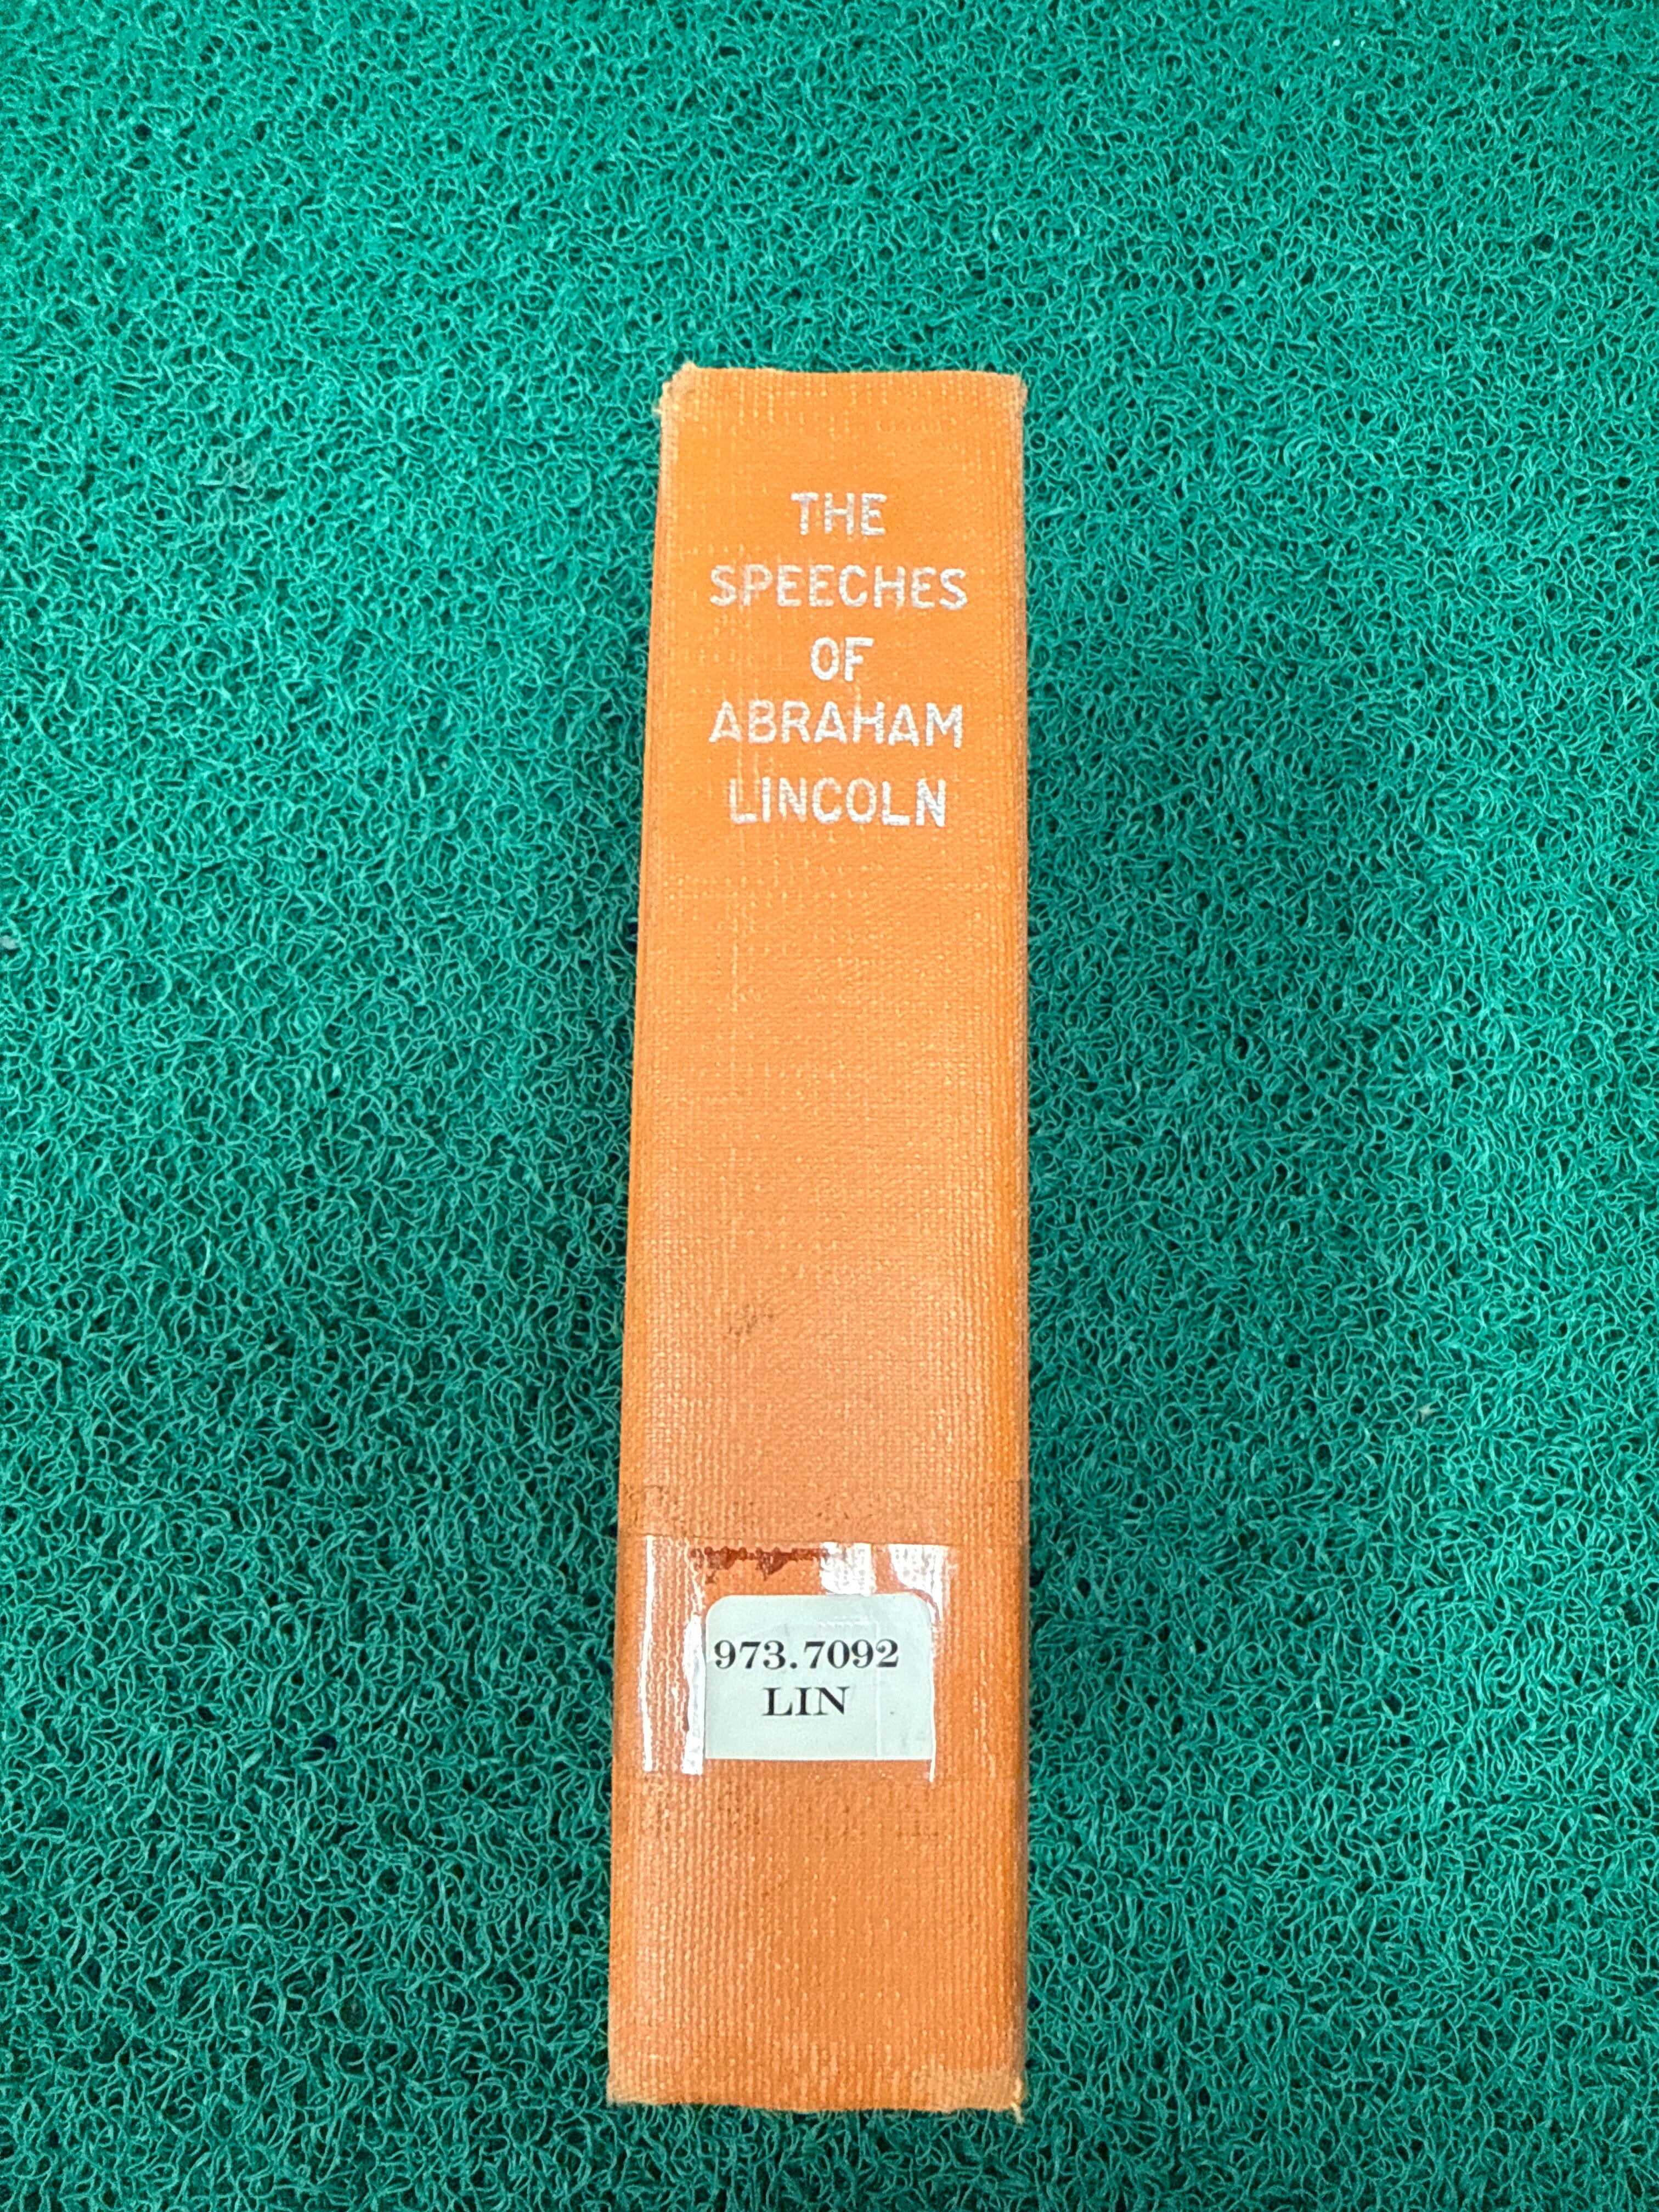 THE
SPEECHES
OF
ABRAHAM
LINCOLN
973.7092
LIN